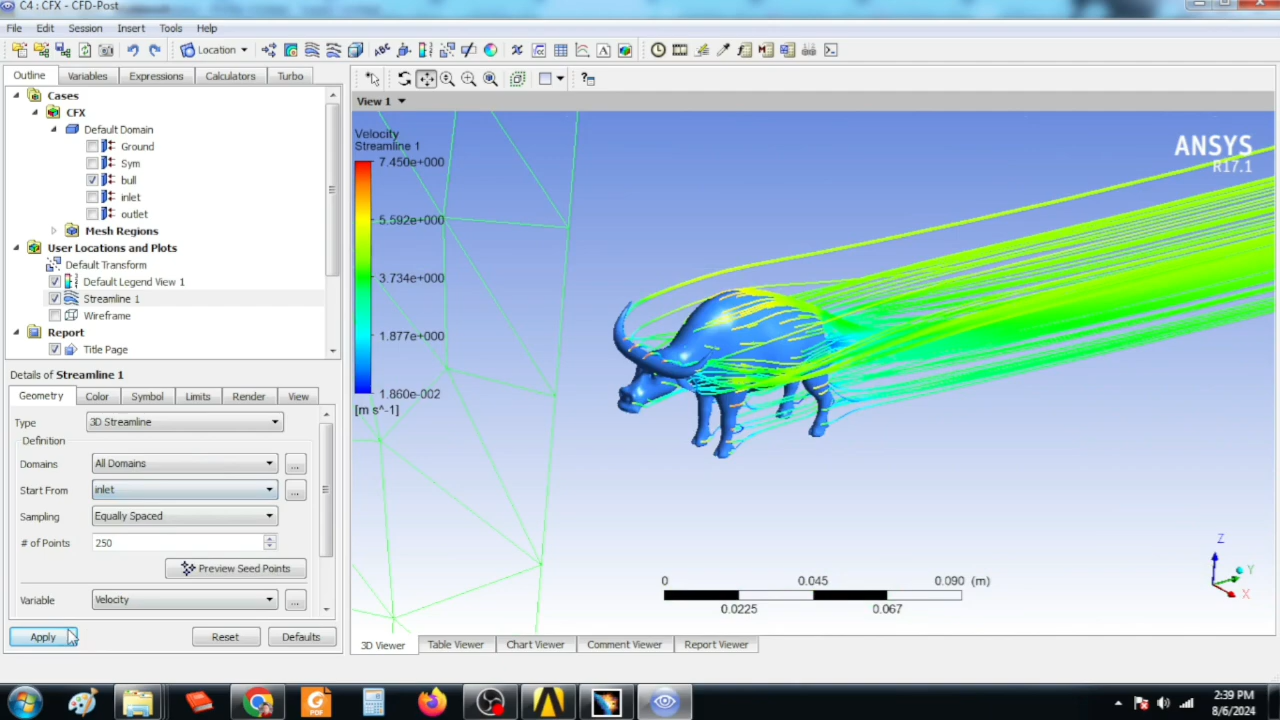 C4 : CFX - CFD-Post
File Edit Session Insert Tools Help
Location
Outline Variables Expressions Calculators Turbo
Cases
CFX
Default Domain
Ground
Sym
bull
inlet
outlet
Mesh Regions
User Locations and Plots
Default Transform
Default Legend View 1
Streamline 1
Wireframe
Report
Title Page
Details of Streamline 1
Geometry Color Symbol Limits Render View
Type 3D Streamline
Definition
Domains All Domains ...
Start From inlet ...
Sampling Equally Spaced
# of Points 250
Preview Seed Points
Variable Velocity ...
Apply Reset Defaults
View 1
Velocity
Streamline 1
7.450e+000
5.592e+000
3.734e+000
1.877e+000
1.860e-002
[m s^-1]
ANSYS
R17.1
Z
Y
X
0 0.045 0.090 (m)
0.0225 0.067
3D Viewer Table Viewer Chart Viewer Comment Viewer Report Viewer
PDF
2:39 PM
8/6/2024